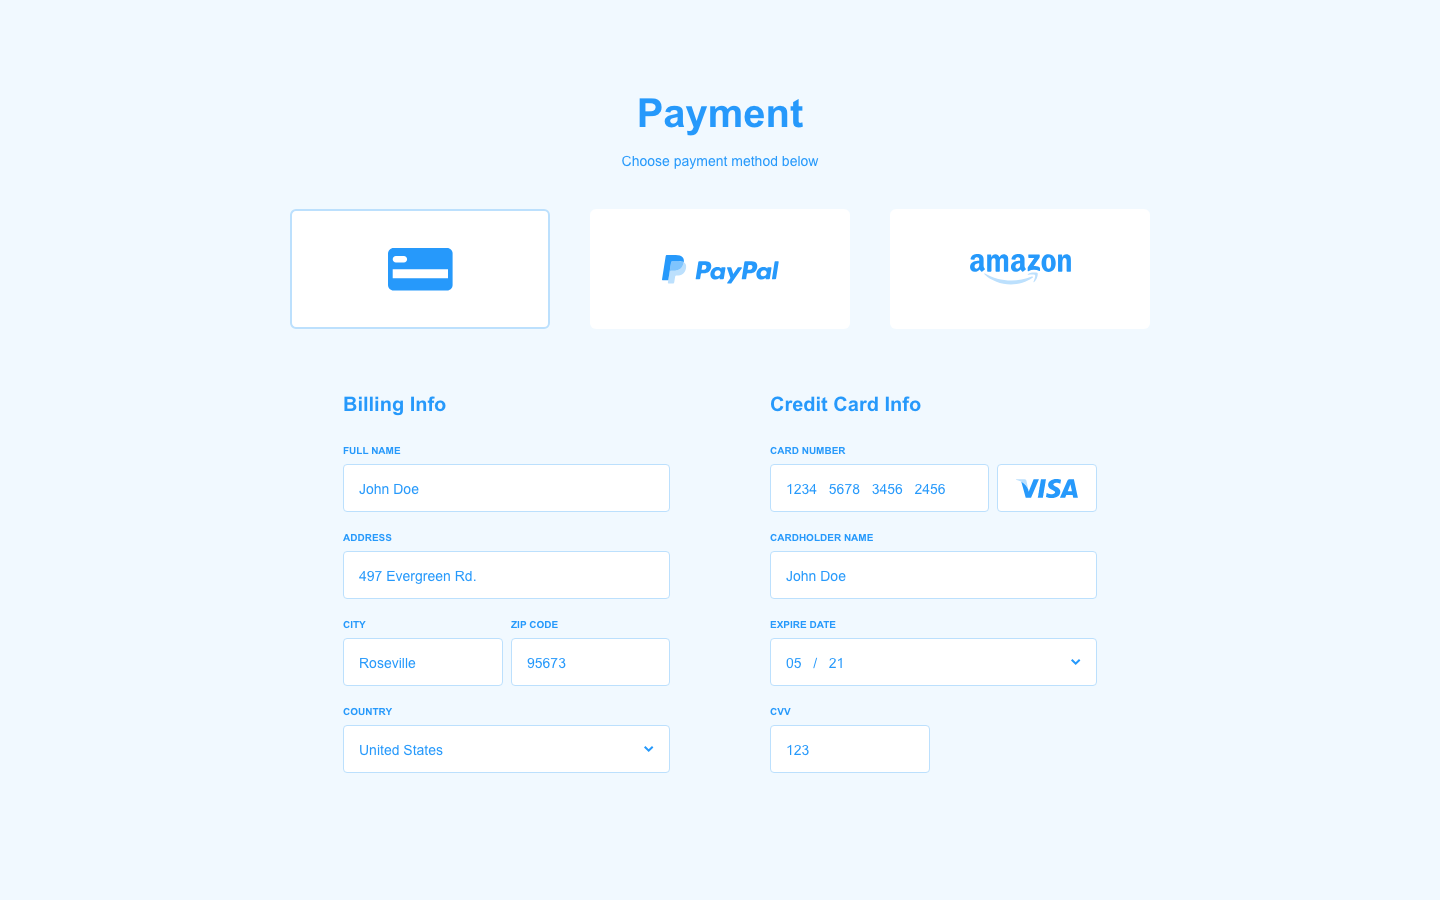 Payment
Choose payment method below
PayPal
amazon
Billing Info
FULL NAME
John Doe
ADDRESS
497 Evergreen Rd.
CITY ZIP CODE
Roseville 95673
COUNTRY
United States
Credit Card Info
CARD NUMBER
1234 5678 3456 2456 VISA
CARDHOLDER NAME
John Doe
EXPIRE DATE
05 / 21
CVV
123